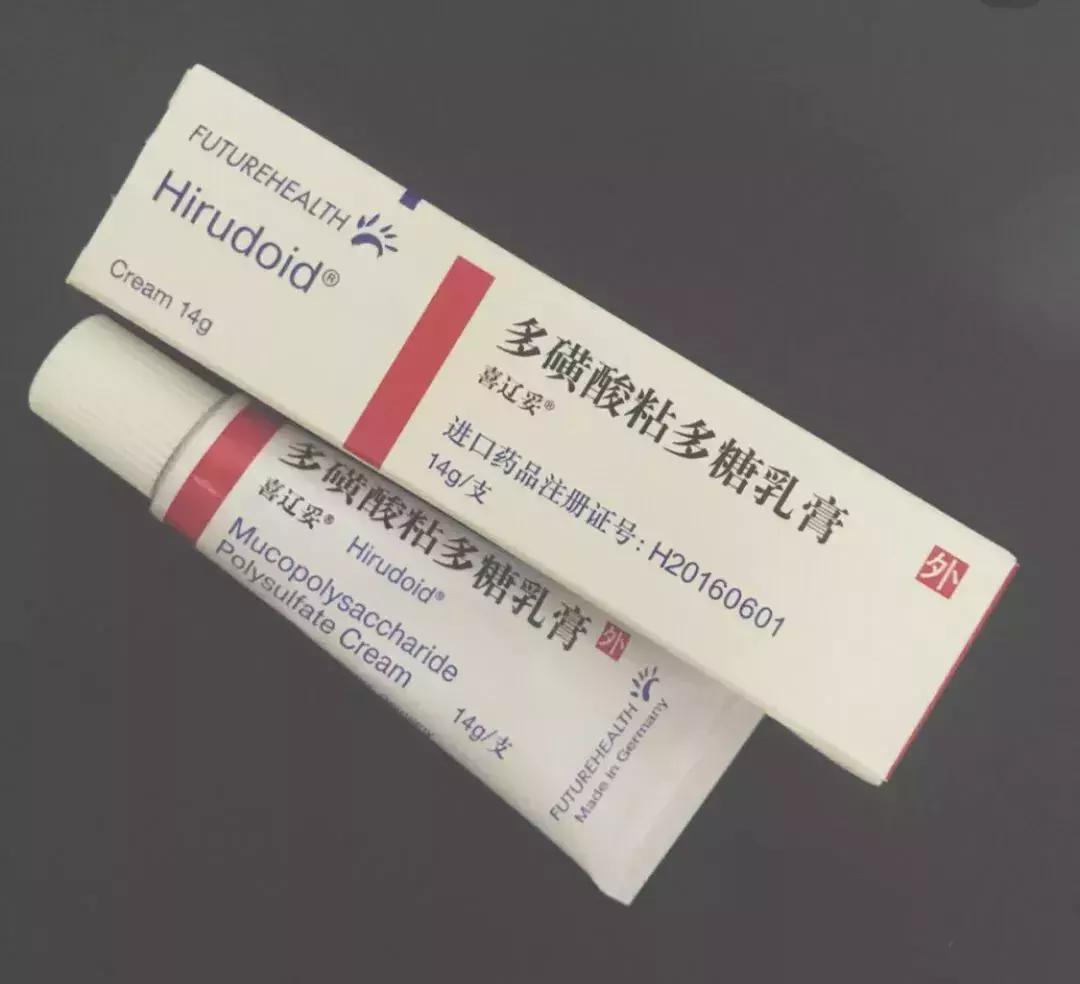 FUTUREHEALTH
Hirudoid®
Cream 14g
多磺酸粘多糖乳膏
喜辽妥®
进口药品注册证号: H20160601
14g/支
外
多磺酸粘多糖乳膏
喜辽妥® Hirudoid®
Mucopolysaccharide
Polysulfate Cream
14g/支
外
FUTUREHEALTH
Made in Germany